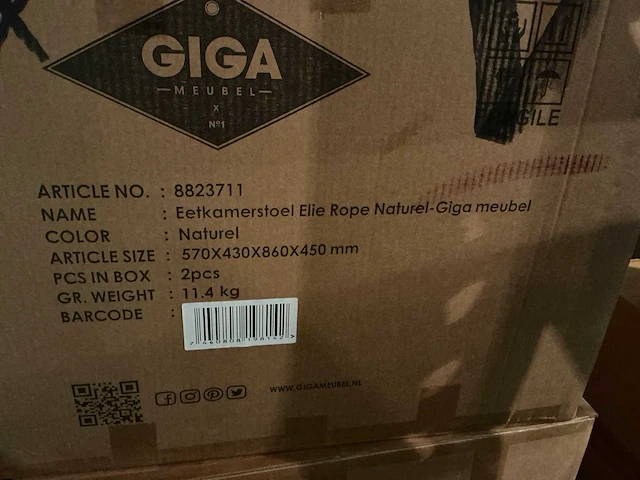 GIGA
MEUBEL
X
Nº1
ARTICLE NO. : 8823711
NAME : Eetkamerstoel Elie Rope Naturel-Giga meubel
COLOR : Naturel
ARTICLE SIZE : 570X430X860X450 mm
PCS IN BOX : 2pcs
GR. WEIGHT : 11.4 kg
BARCODE :
WWW.GIGAMEUBEL.NL